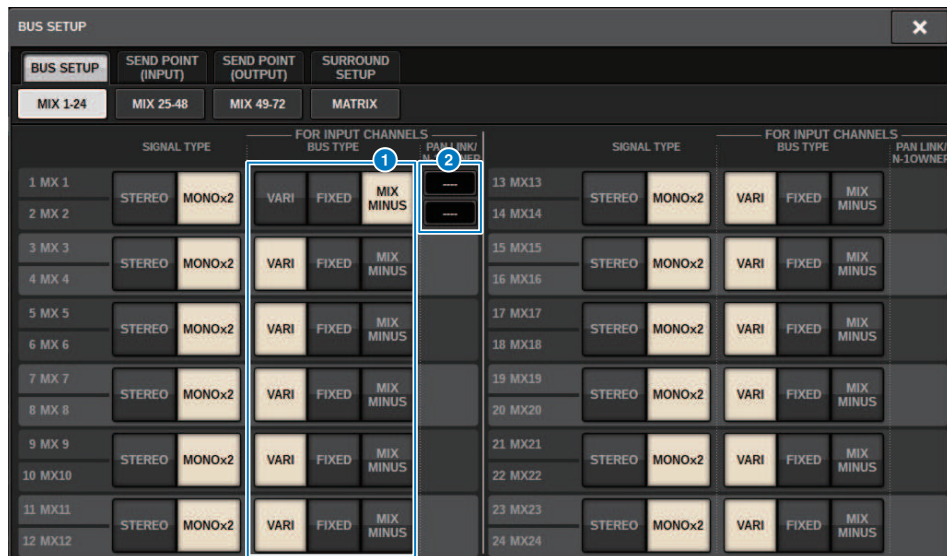 BUS SETUP
BUS SETUP SEND POINT (INPUT) SEND POINT (OUTPUT) SURROUND SETUP
MIX 1-24 MIX 25-48 MIX 49-72 MATRIX
FOR INPUT CHANNELS FOR INPUT CHANNELS
SIGNAL TYPE BUS TYPE PAN LINK/ N-1OWNER SIGNAL TYPE BUS TYPE PAN LINK/ N-1OWNER
1 2
1 MX 1 STEREO MONOx2 VARI FIXED MIX MINUS ---- 13 MX13 STEREO MONOx2 VARI FIXED MIX MINUS
2 MX 2 ---- 14 MX14
3 MX 3 STEREO MONOx2 VARI FIXED MIX MINUS 15 MX15 STEREO MONOx2 VARI FIXED MIX MINUS
4 MX 4 16 MX16
5 MX 5 STEREO MONOx2 VARI FIXED MIX MINUS 17 MX17 STEREO MONOx2 VARI FIXED MIX MINUS
6 MX 6 18 MX18
7 MX 7 STEREO MONOx2 VARI FIXED MIX MINUS 19 MX19 STEREO MONOx2 VARI FIXED MIX MINUS
8 MX 8 20 MX20
9 MX 9 STEREO MONOx2 VARI FIXED MIX MINUS 21 MX21 STEREO MONOx2 VARI FIXED MIX MINUS
10 MX10 22 MX22
11 MX11 STEREO MONOx2 VARI FIXED MIX MINUS 23 MX23 STEREO MONOx2 VARI FIXED MIX MINUS
12 MX12 24 MX24